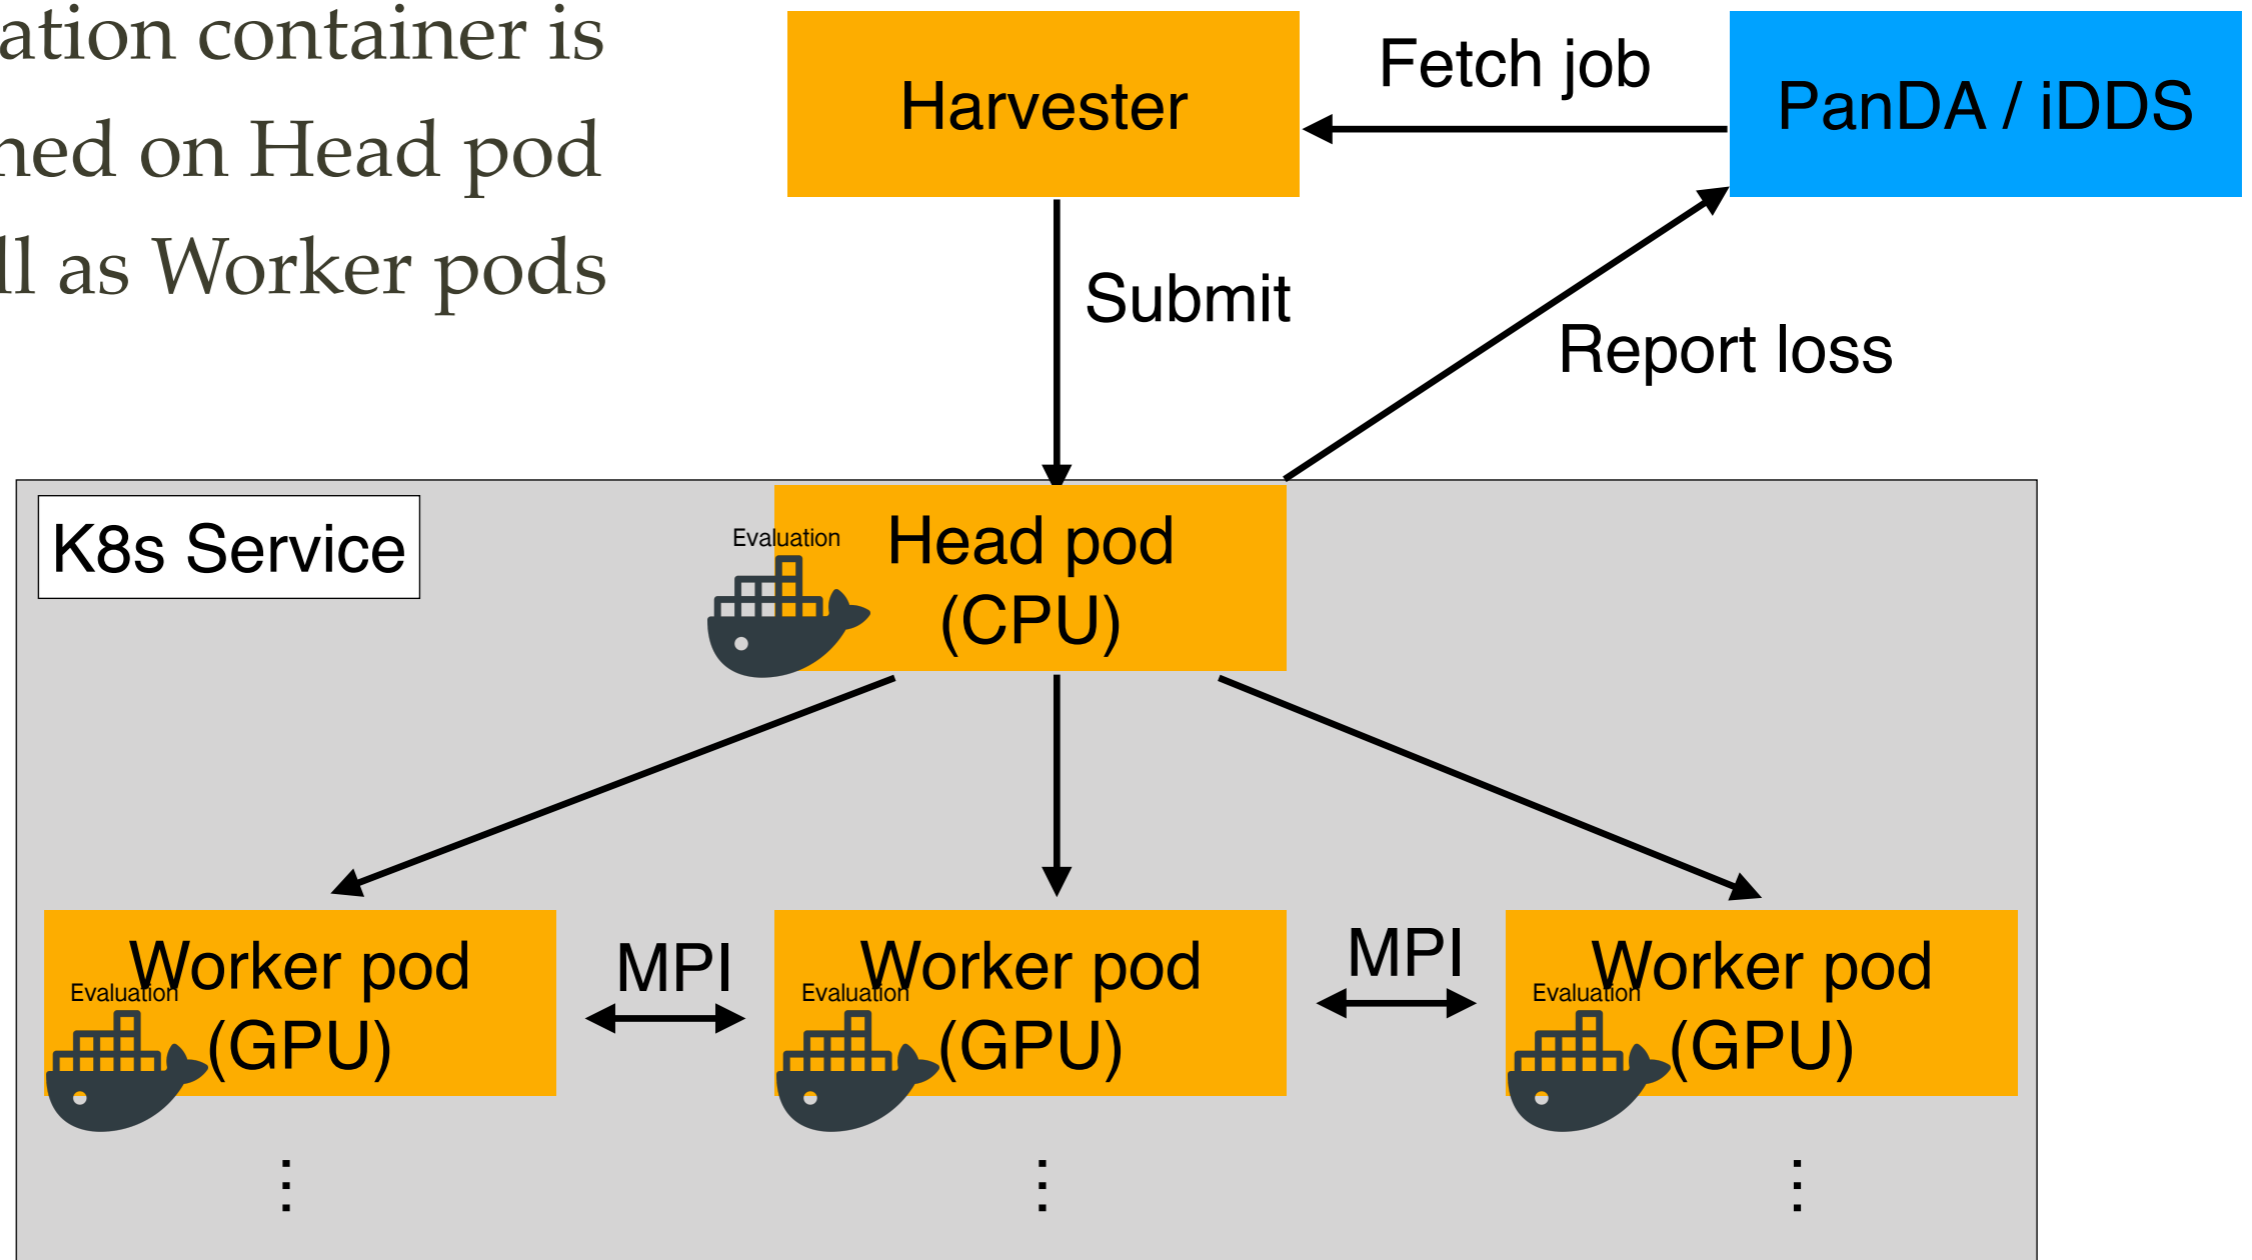 ation container is
ned on Head pod
ll as Worker pods
Harvester
Fetch job
PanDA / iDDS
Submit
Report loss
K8s Service
Evaluation
Head pod
(CPU)
Worker pod
Evaluation
(GPU)
MPI
Worker pod
Evaluation
(GPU)
MPI
Worker pod
Evaluation
(GPU)